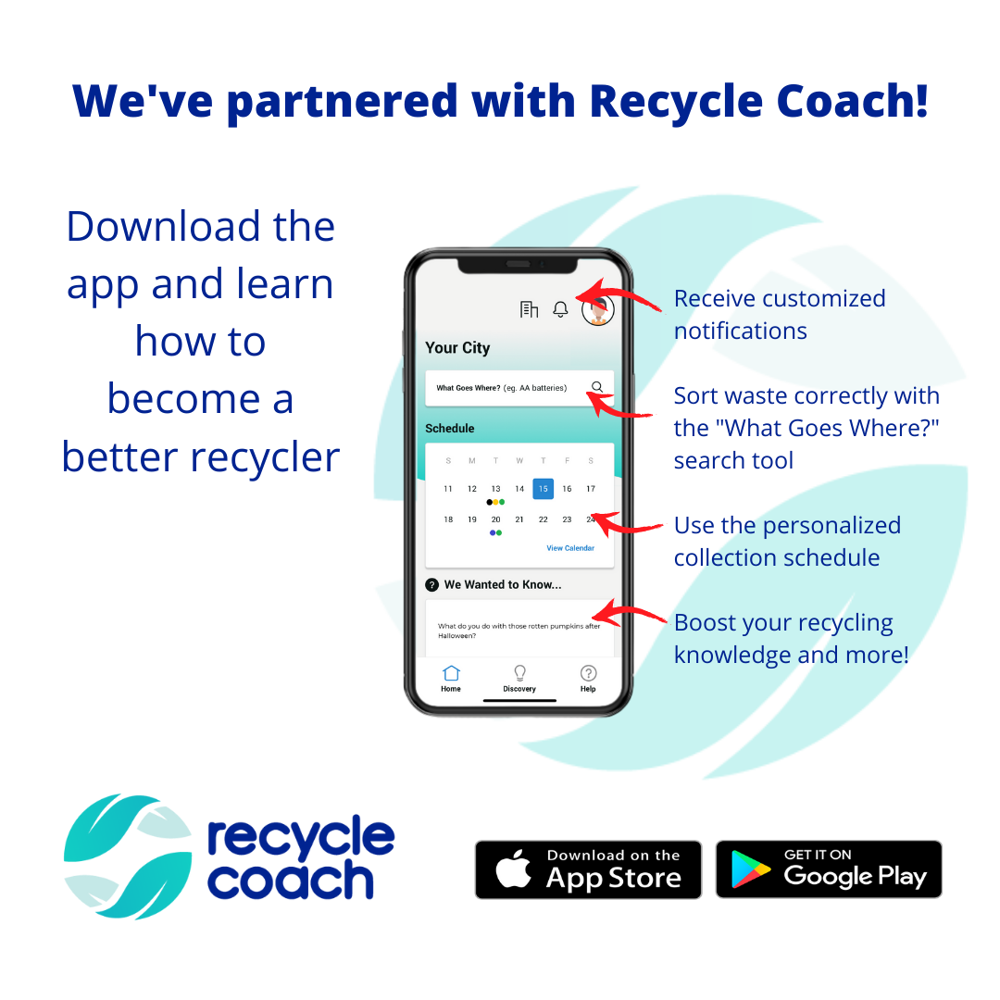 We've partnered with Recycle Coach!
Download the
app and learn
how to
become a
better recycler
Your City
What Goes Where? (eg. AA batteries)
Schedule
S M T W T F S
11 12 13 14 15 16 17
18 19 20 21 22 23 24
View Calendar
? We Wanted to Know...
What do you do with those rotten pumpkins after
Halloween?
Home Discovery ? Help
Receive customized
notifications
Sort waste correctly with
the "What Goes Where?"
search tool
Use the personalized
collection schedule
Boost your recycling
knowledge and more!
recycle
coach
Download on the
App Store
GET IT ON
Google Play